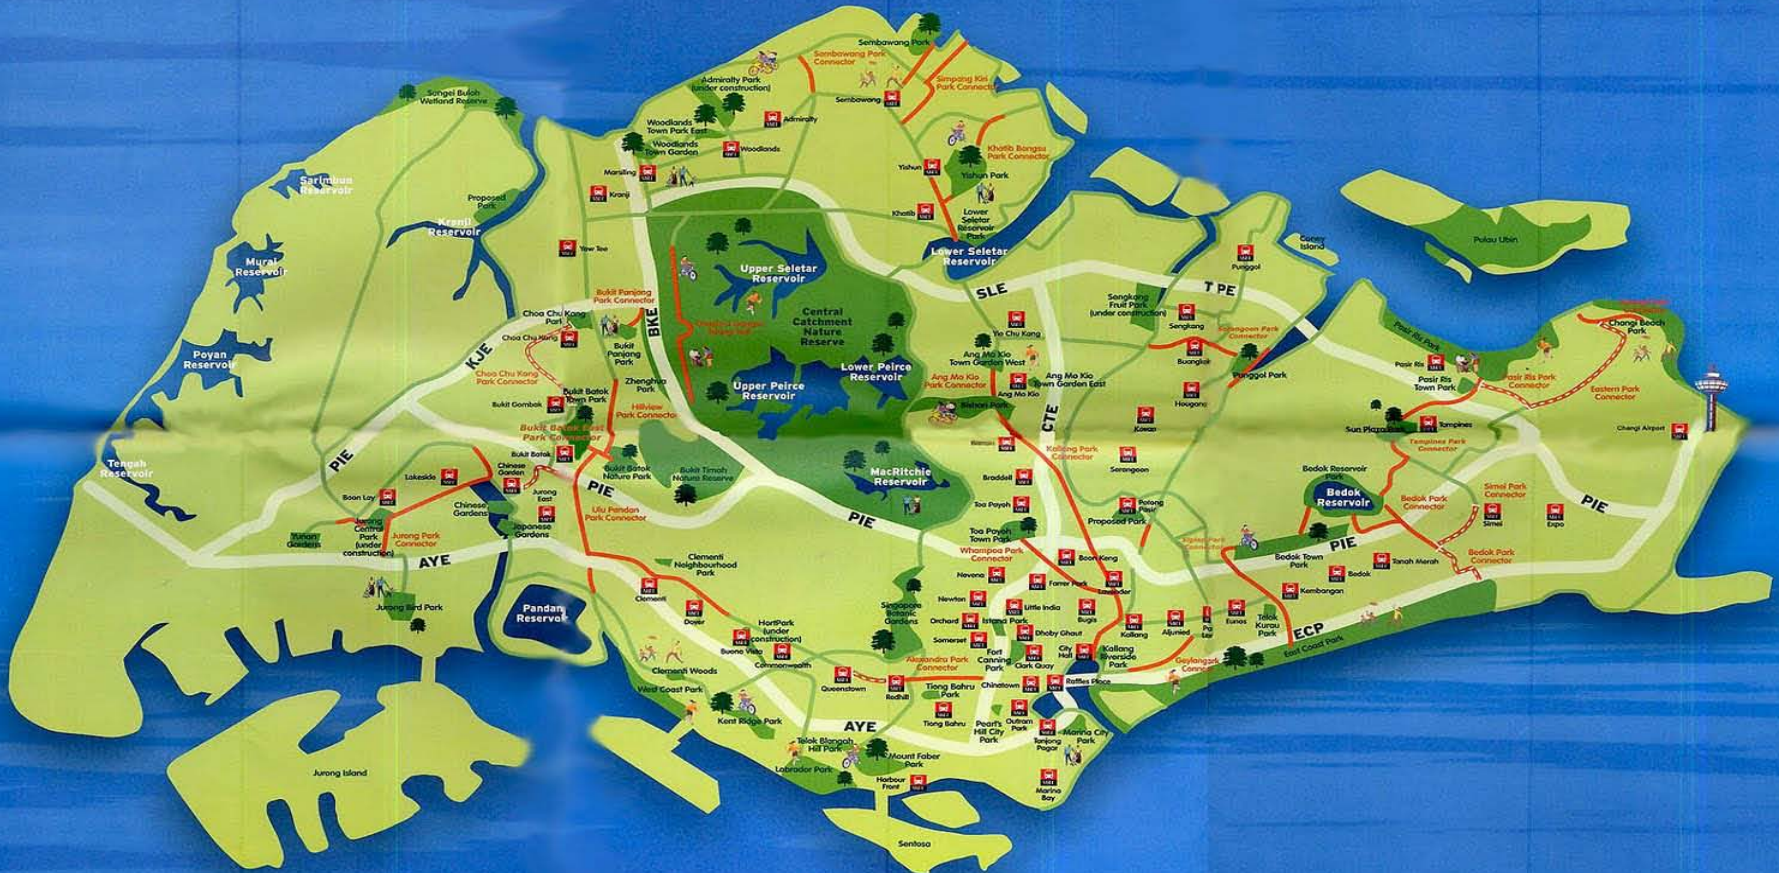 Sembawang Park
Sembawang Park
Connector
Simpang Kiri
Park Connector
Admiralty Park
(under construction)
Sembawang
Sungei Buloh
Wetland Reserve
Admiralty
Woodlands
Town Park East
Woodlands
Town Garden
Woodlands
Khatib Bongsu
Park Connector
Marsiling
Yishun
Yishun Park
Sarimbun
Reservoir
Kranji
Proposed
Park
Khatib
Lower
Seletar
Reservoir
Park
Kranji
Reservoir
Yew Tee
Lower Seletar
Reservoir
Coney
Island
Pulau Ubin
Punggol
Murai
Reservoir
Upper Seletar
Reservoir
SLE
TPE
Bukit Panjang
Park Connector
Sengkang
Fruit Park
(under construction)
Sengkang
Choa Chu Kang
Park
BKE
Central
Catchment
Nature
Reserve
Yio Chu Kang
Serangoon Park
Connector
Changi Beach
Park
Pasir Ris Park
Choa Chu Kang
Bukit
Panjang
Park
KJE
Buangkok
Ang Mo Kio
Town Garden West
Poyan
Reservoir
Lower Peirce
Reservoir
Pasir Ris
Punggol Park
Choa Chu Kang
Park Connector
Zhenghua
Park
Upper Peirce
Reservoir
Ang Mo Kio
Park Connector
Ang Mo Kio
Town Garden East
Ang Mo Kio
Hougang
Pasir Ris
Town Park
Pasir Ris Park
Connector
Eastern Park
Connector
Bukit Batok
Town Park
Bukit Gombak
Hillview
Park Connector
Bishan Park
CTE
Kovan
Sun Plaza Park
Tampines
Changi Airport
Bukit Batok East
Park Connector
Kallang Park
Connector
Tampines Park
Connector
Bukit Batok
Serangoon
PIE
Tengah
Reservoir
Lakeside
Chinese
Garden
Bukit Batok
Nature Park
Bukit Timah
Nature Reserve
MacRitchie
Reservoir
Braddell
Bedok Reservoir
Park
Boon Lay
Jurong
East
PIE
Bedok
Reservoir
Bedok Park
Connector
Simei Park
Connector
PIE
Toa Payoh
Potong
Pasir
Chinese
Gardens
Ulu Pandan
Park Connector
PIE
Proposed Park
Simei
Expo
Japanese
Gardens
Jurong
Central
Park
(under
construction)
Yunan
Gardens
Jurong Park
Connector
Toa Payoh
Town Park
PIE
AYE
Whampoa Park
Connector
Boon Keng
Bedok Town
Park
Tanah Merah
Bedok Park
Connector
Clementi
Neighbourhood
Park
Novena
Farrer Park
Lavender
Bedok
Clementi
Kembangan
Jurong Bird Park
Pandan
Reservoir
Dover
Singapore
Botanic
Gardens
Newton
Little India
Bugis
Orchard
Istana Park
Kallang
Aljunied
Eunos
Telok
Kurau
Park
HortPark
(under
construction)
Buona Vista
Somerset
Dhoby Ghaut
ECP
East Coast Park
Commonwealth
Fort
Canning
Park
Clark Quay
City
Hall
Kallang
Riverside
Park
Clementi Woods
Alexandra Park
Connector
West Coast Park
Queenstown
Redhill
Tiong Bahru
Park
Chinatown
Raffles Place
Kent Ridge Park
Tiong Bahru
Outram
Park
AYE
Pearl's
Hill City
Park
Tanjong
Pagar
Marina City
Park
Telok Blangah
Hill Park
Mount Faber
Park
Labrador Park
Harbour
Front
Marina
Bay
Jurong Island
Sentosa